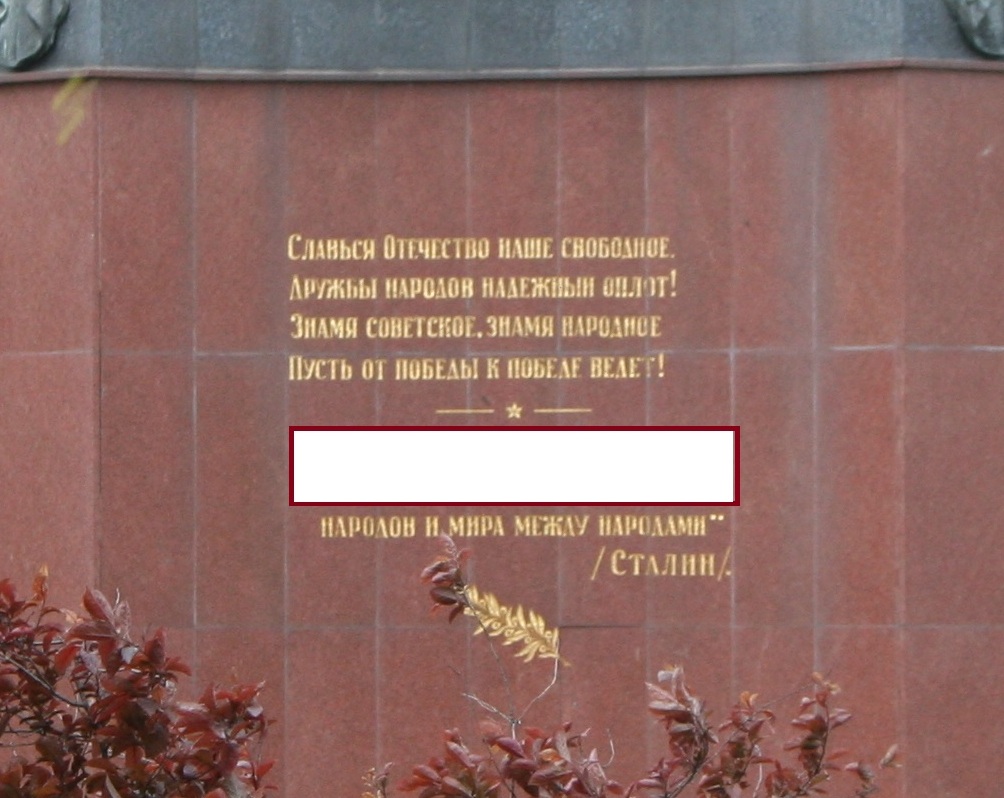 Славься Отечество наше свободное.
Дружбы народов надежный оплот!
Знамя советское, знамя народное
Пусть от победы к победе ведет!
народов и мира между народами"
/Сталин/.